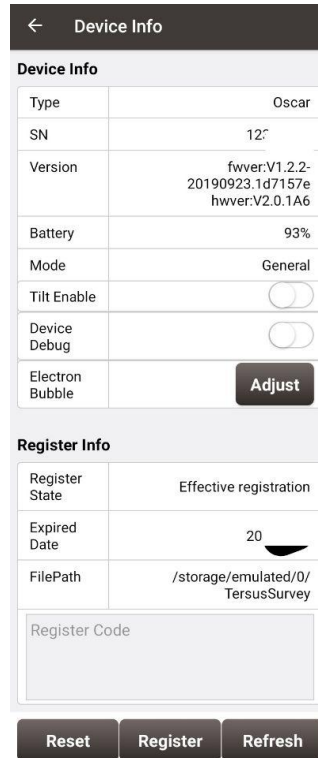 Device Info
Device Info
Type Oscar
SN
Version fwver:V1.2.2-
20190923.1d7157e
hwver:V2.0.1A6
Battery 93%
Mode General
Tilt Enable
Device
Debug
Electron
Bubble
Adjust
Register Info
Register
State
Effective registration
Expired
Date
20
FilePath /storage/emulated/0/
TersusSurvey
Register Code
Reset Register Refresh